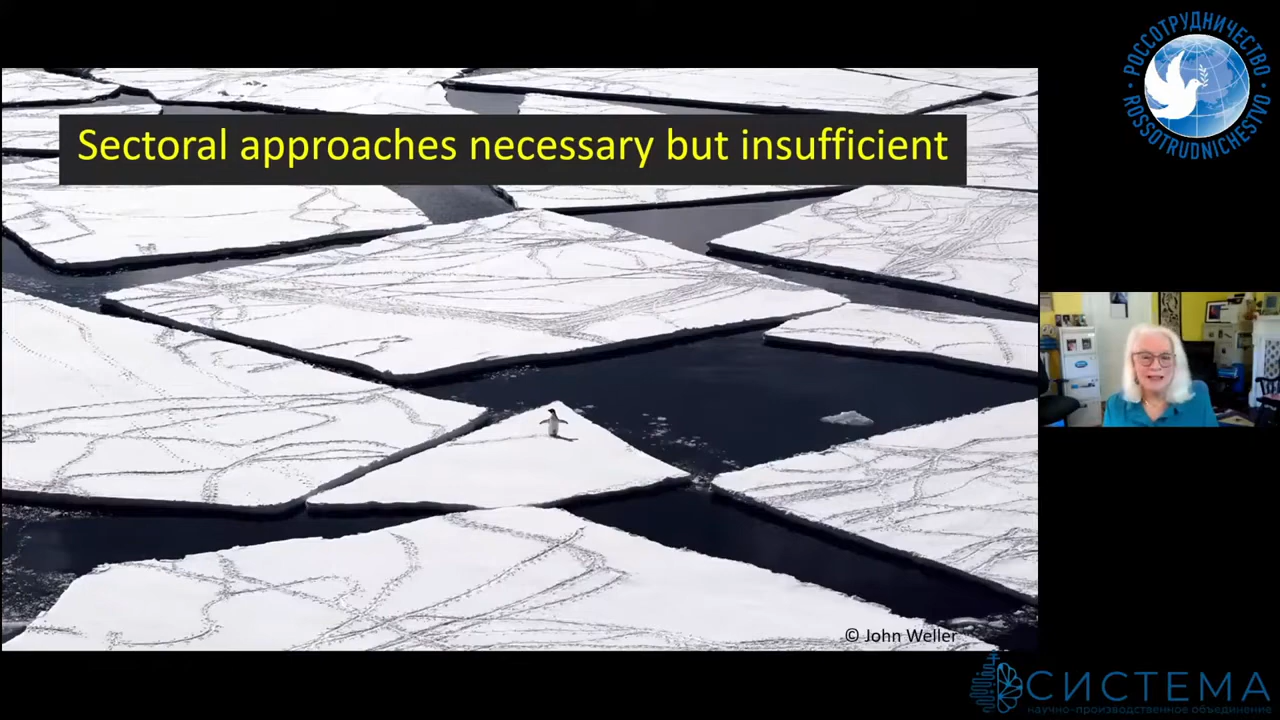 Sectoral approaches necessary but insufficient
© John Weller
РОССОТРУДНИЧЕСТВО
ROSSOTRUDNICHESTVO
СИСТЕМА
научно-производственное объединение